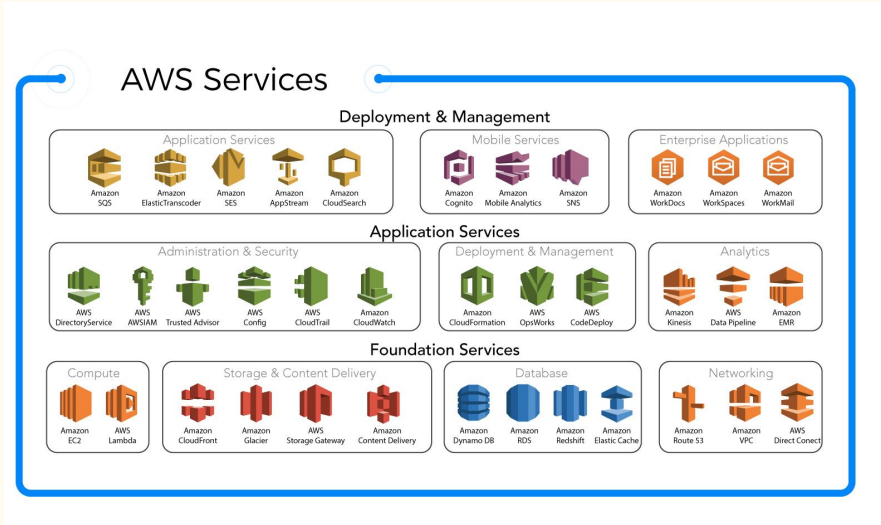 AWS Services
Deployment & Management
Application Services
Amazon SQS
Amazon ElasticTranscoder
Amazon SES
Amazon AppStream
Amazon CloudSearch
Mobile Services
Amazon Cognito
Amazon Mobile Analytics
Amazon SNS
Enterprise Applications
Amazon WorkDocs
Amazon WorkSpaces
Amazon WorkMail
Application Services
Administration & Security
AWS DirectoryService
AWS AWSIAM
AWS Trusted Advisor
AWS Config
AWS CloudTrail
Amazon CloudWatch
Deployment & Management
Amazon CloudFormation
AWS OpsWorks
AWS CodeDeploy
Analytics
Amazon Kinesis
AWS Data Pipeline
Amazon EMR
Foundation Services
Compute
Amazon EC2
AWS Lambda
Storage & Content Delivery
Amazon CloudFront
Amazon Glacier
AWS Storage Gateway
Amazon Content Delivery
Database
Amazon Dynamo DB
Amazon RDS
Amazon Redshift
Amazon Elastic Cache
Networking
Amazon Route 53
Amazon VPC
AWS Direct Conect